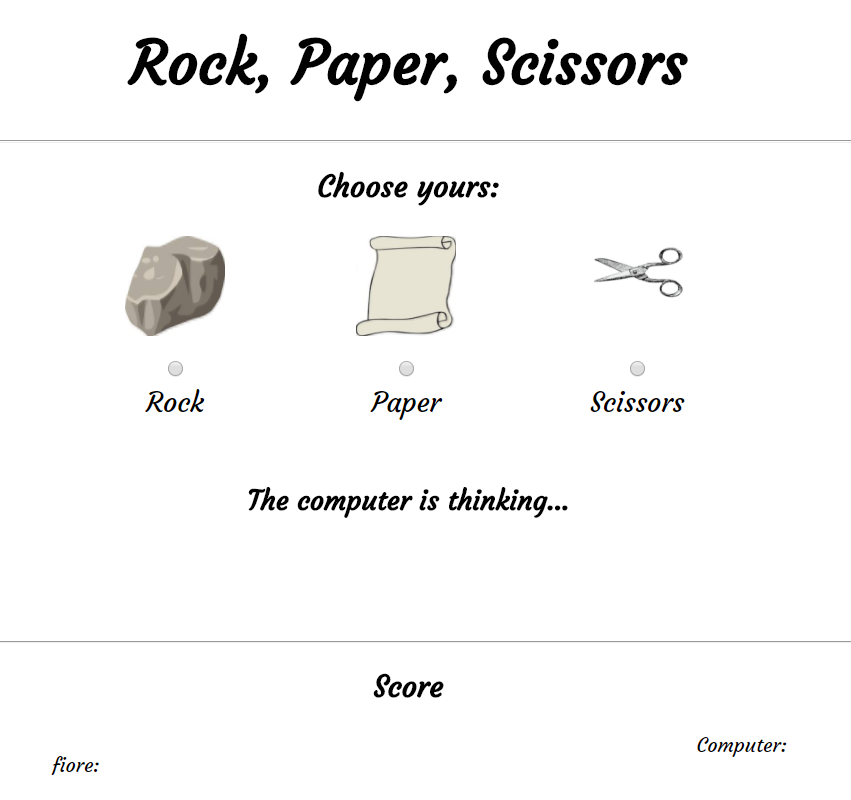 Rock, Paper, Scissors
Choose yours:
Rock Paper Scissors
The computer is thinking...
Score
Computer:
fiore: